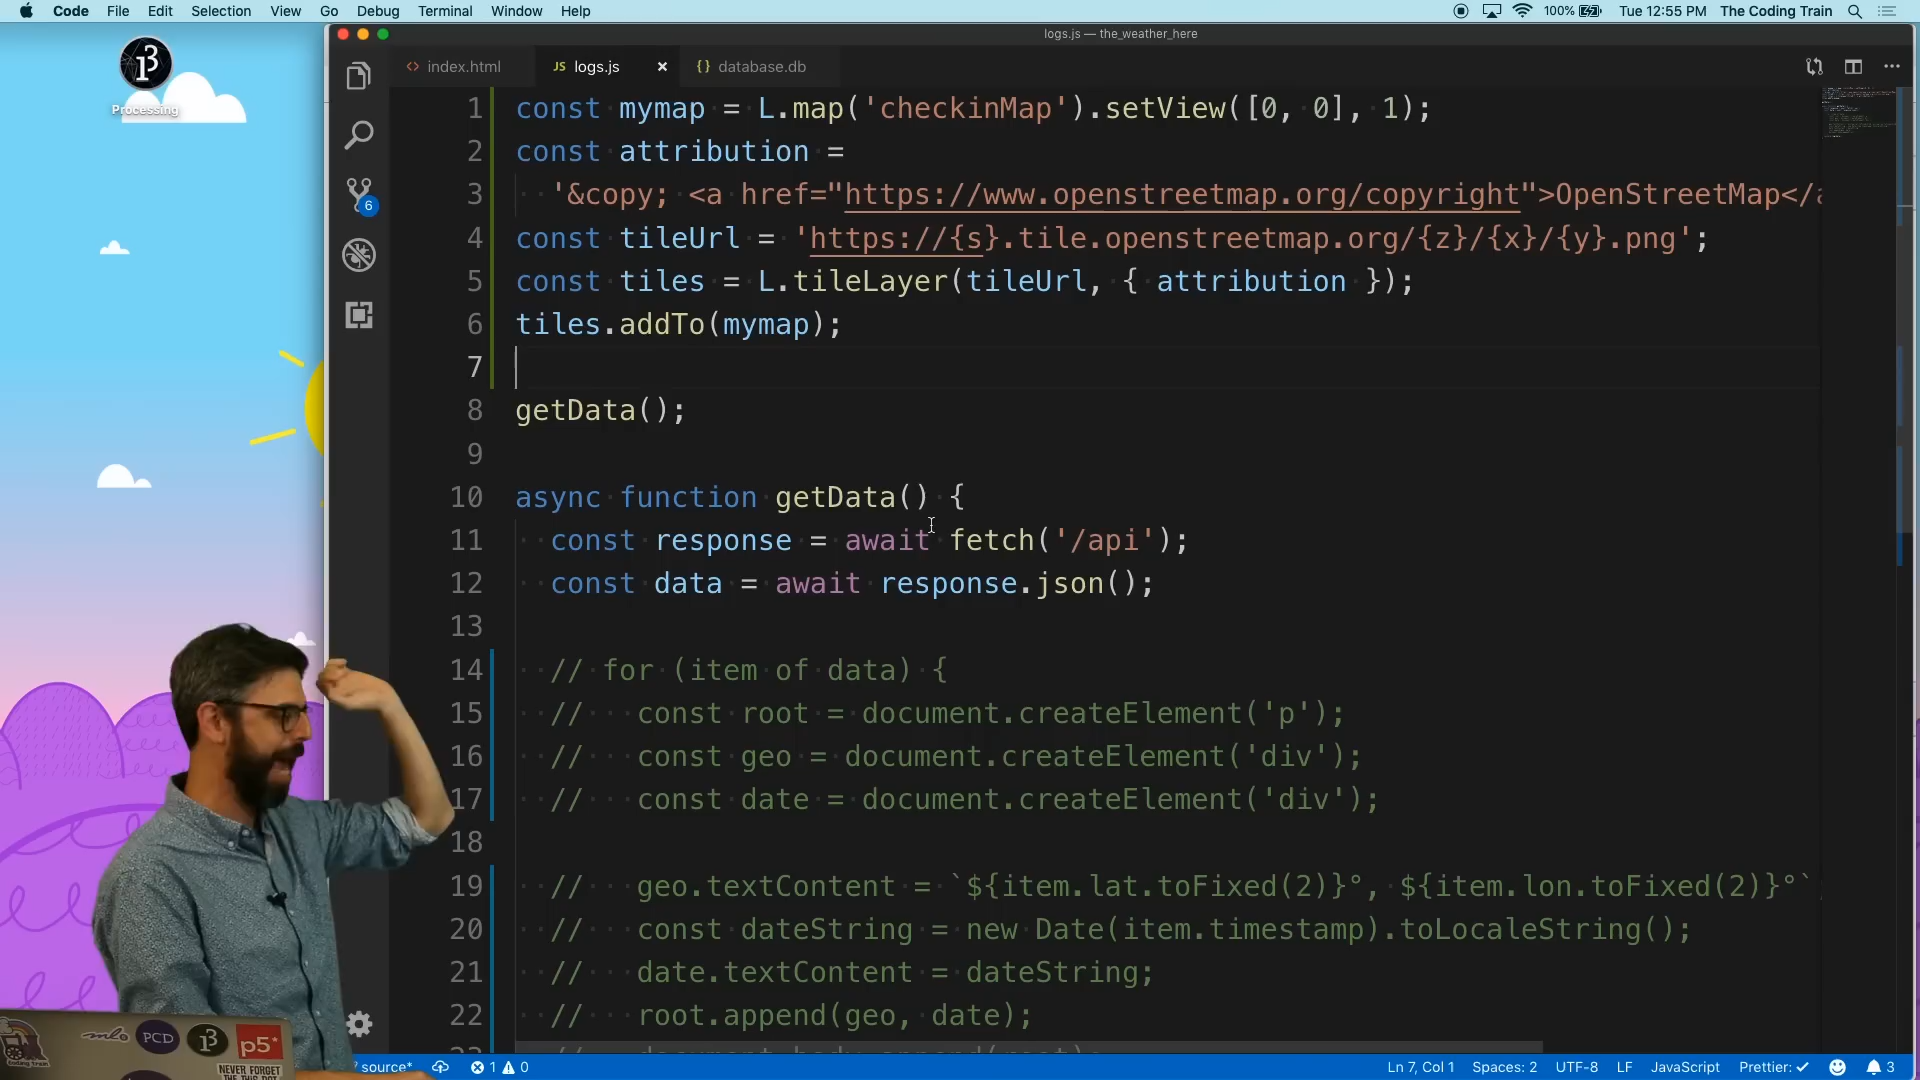 Code File Edit Selection View Go Debug Terminal Window Help 100% Tue 12:55 PM The Coding Train
logs.js — the_weather_here
<> index.html JS logs.js × {} database.db
Processing
6
1 const mymap = L.map('checkinMap').setView([0, 0], 1);
2 const attribution =
3 '&copy; <a href="https://www.openstreetmap.org/copyright">OpenStreetMap</a
4 const tileUrl = 'https://{s}.tile.openstreetmap.org/{z}/{x}/{y}.png';
5 const tiles = L.tileLayer(tileUrl, { attribution });
6 tiles.addTo(mymap);
7
8 getData();
9
10 async function getData() {
11 const response = await fetch('/api');
12 const data = await response.json();
13
14 // for (item of data) {
15 // const root = document.createElement('p');
16 // const geo = document.createElement('div');
17 // const date = document.createElement('div');
18
19 // geo.textContent = `${item.lat.toFixed(2)}°, ${item.lon.toFixed(2)}°`
20 // const dateString = new Date(item.timestamp).toLocaleString();
21 // date.textContent = dateString;
22 // root.append(geo, date);
source* 1 0 Ln 7, Col 1 Spaces: 2 UTF-8 LF JavaScript Prettier: ✓ 3
mlo PCD p5*
NEVER FORGET